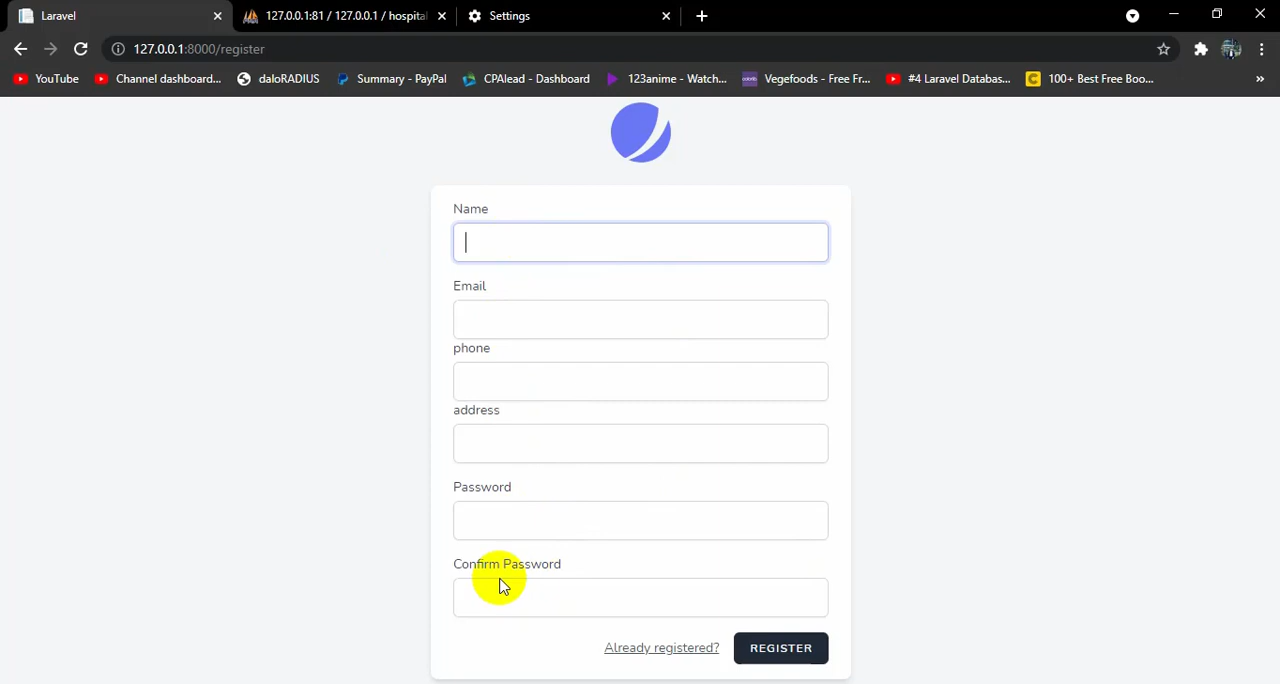 Laravel
127.0.0.1:81 / 127.0.0.1 / hospital
Settings
127.0.0.1:8000/register
YouTube
Channel dashboard...
daloRADIUS
Summary - PayPal
CPAlead - Dashboard
123anime - Watch...
Vegefoods - Free Fr...
#4 Laravel Databas...
100+ Best Free Boo...
»
Name
Email
phone
address
Password
Confirm Password
Already registered?
REGISTER